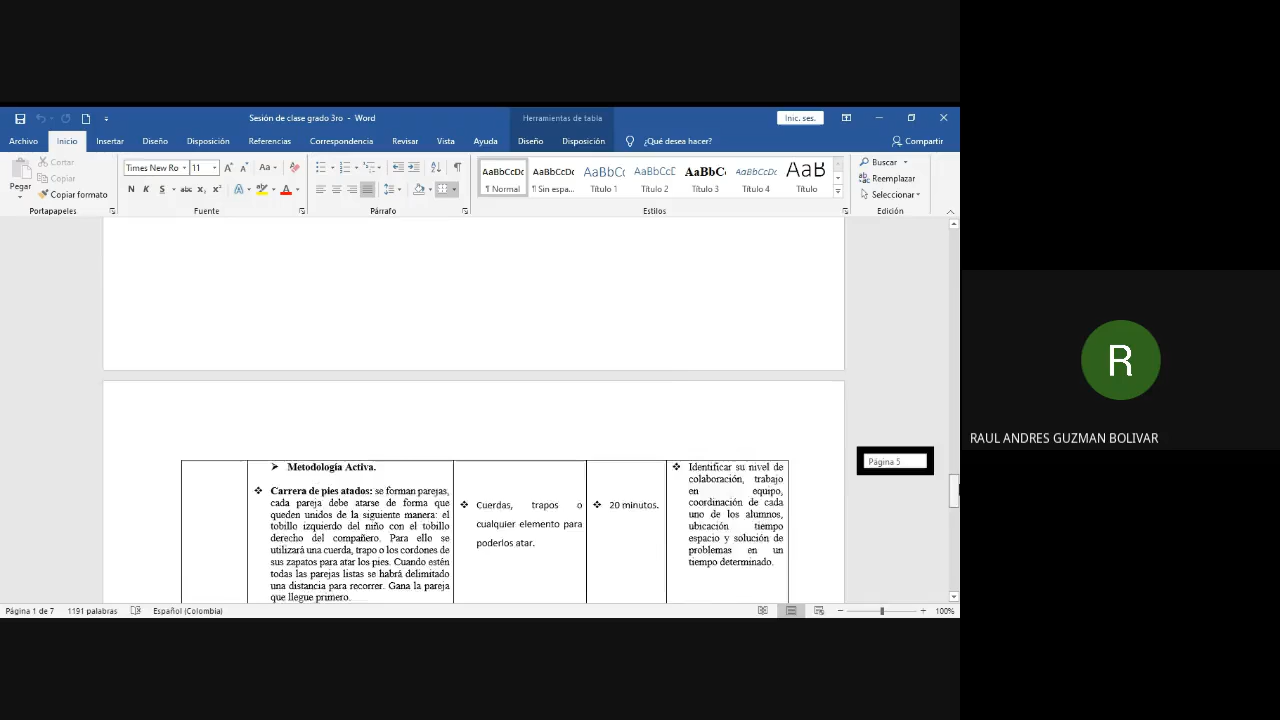 Sesión de clase grado 3ro - Word
Herramientas de tabla
Inic. ses.
Archivo Inicio Insertar Diseño Disposición Referencias Correspondencia Revisar Vista Ayuda Diseño Disposición ¿Qué desea hacer? Compartir
Pegar
Cortar
Copiar
Copiar formato
Portapapeles
Times New Ro 11
Fuente
Párrafo
AaBbCcDc AaBbCcDc AaBbCc AaBbCcC AaBbC AaBbCcDc AaB
¶ Normal ¶ Sin espa... Título 1 Título 2 Título 3 Título 4 Título
Estilos
Buscar
Reemplazar
Seleccionar
Edición
Metodología Activa.
Carrera de pies atados: se forman parejas,
cada pareja debe atarse de forma que
queden unidos de la siguiente manera: el
tobillo izquierdo del niño con el tobillo
derecho del compañero. Para ello se
utilizará una cuerda, trapo o los cordones de
sus zapatos para atar los pies. Cuando estén
todas las parejas listas se habrá delimitado
una distancia para recorrer. Gana la pareja
que llegue primero.
Cuerdas, trapos o
cualquier elemento para
poderlos atar.
20 minutos.
Identificar su nivel de
colaboración, trabajo
en equipo,
coordinación de cada
uno de los alumnos,
ubicación tiempo
espacio y solución de
problemas en un
tiempo determinado.
Página 5
Página 1 de 7 1191 palabras Español (Colombia) 100%
R
RAUL ANDRES GUZMAN BOLIVAR